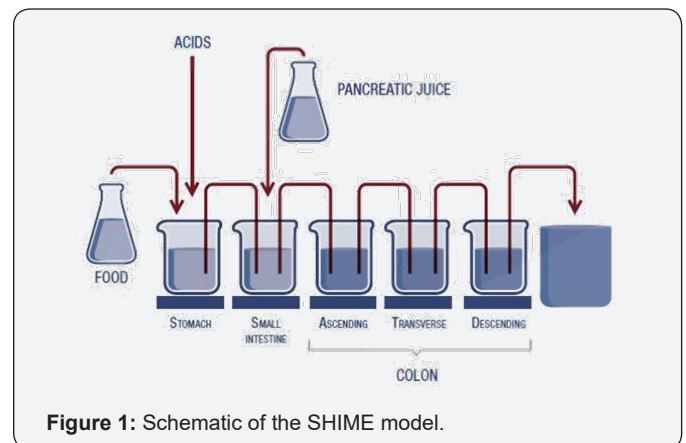 ACIDS
PANCREATIC JUICE
FOOD
STOMACH
SMALL
INTESTINE
ASCENDING
TRANSVERSE
DESCENDING
COLON
Figure 1: Schematic of the SHIME model.